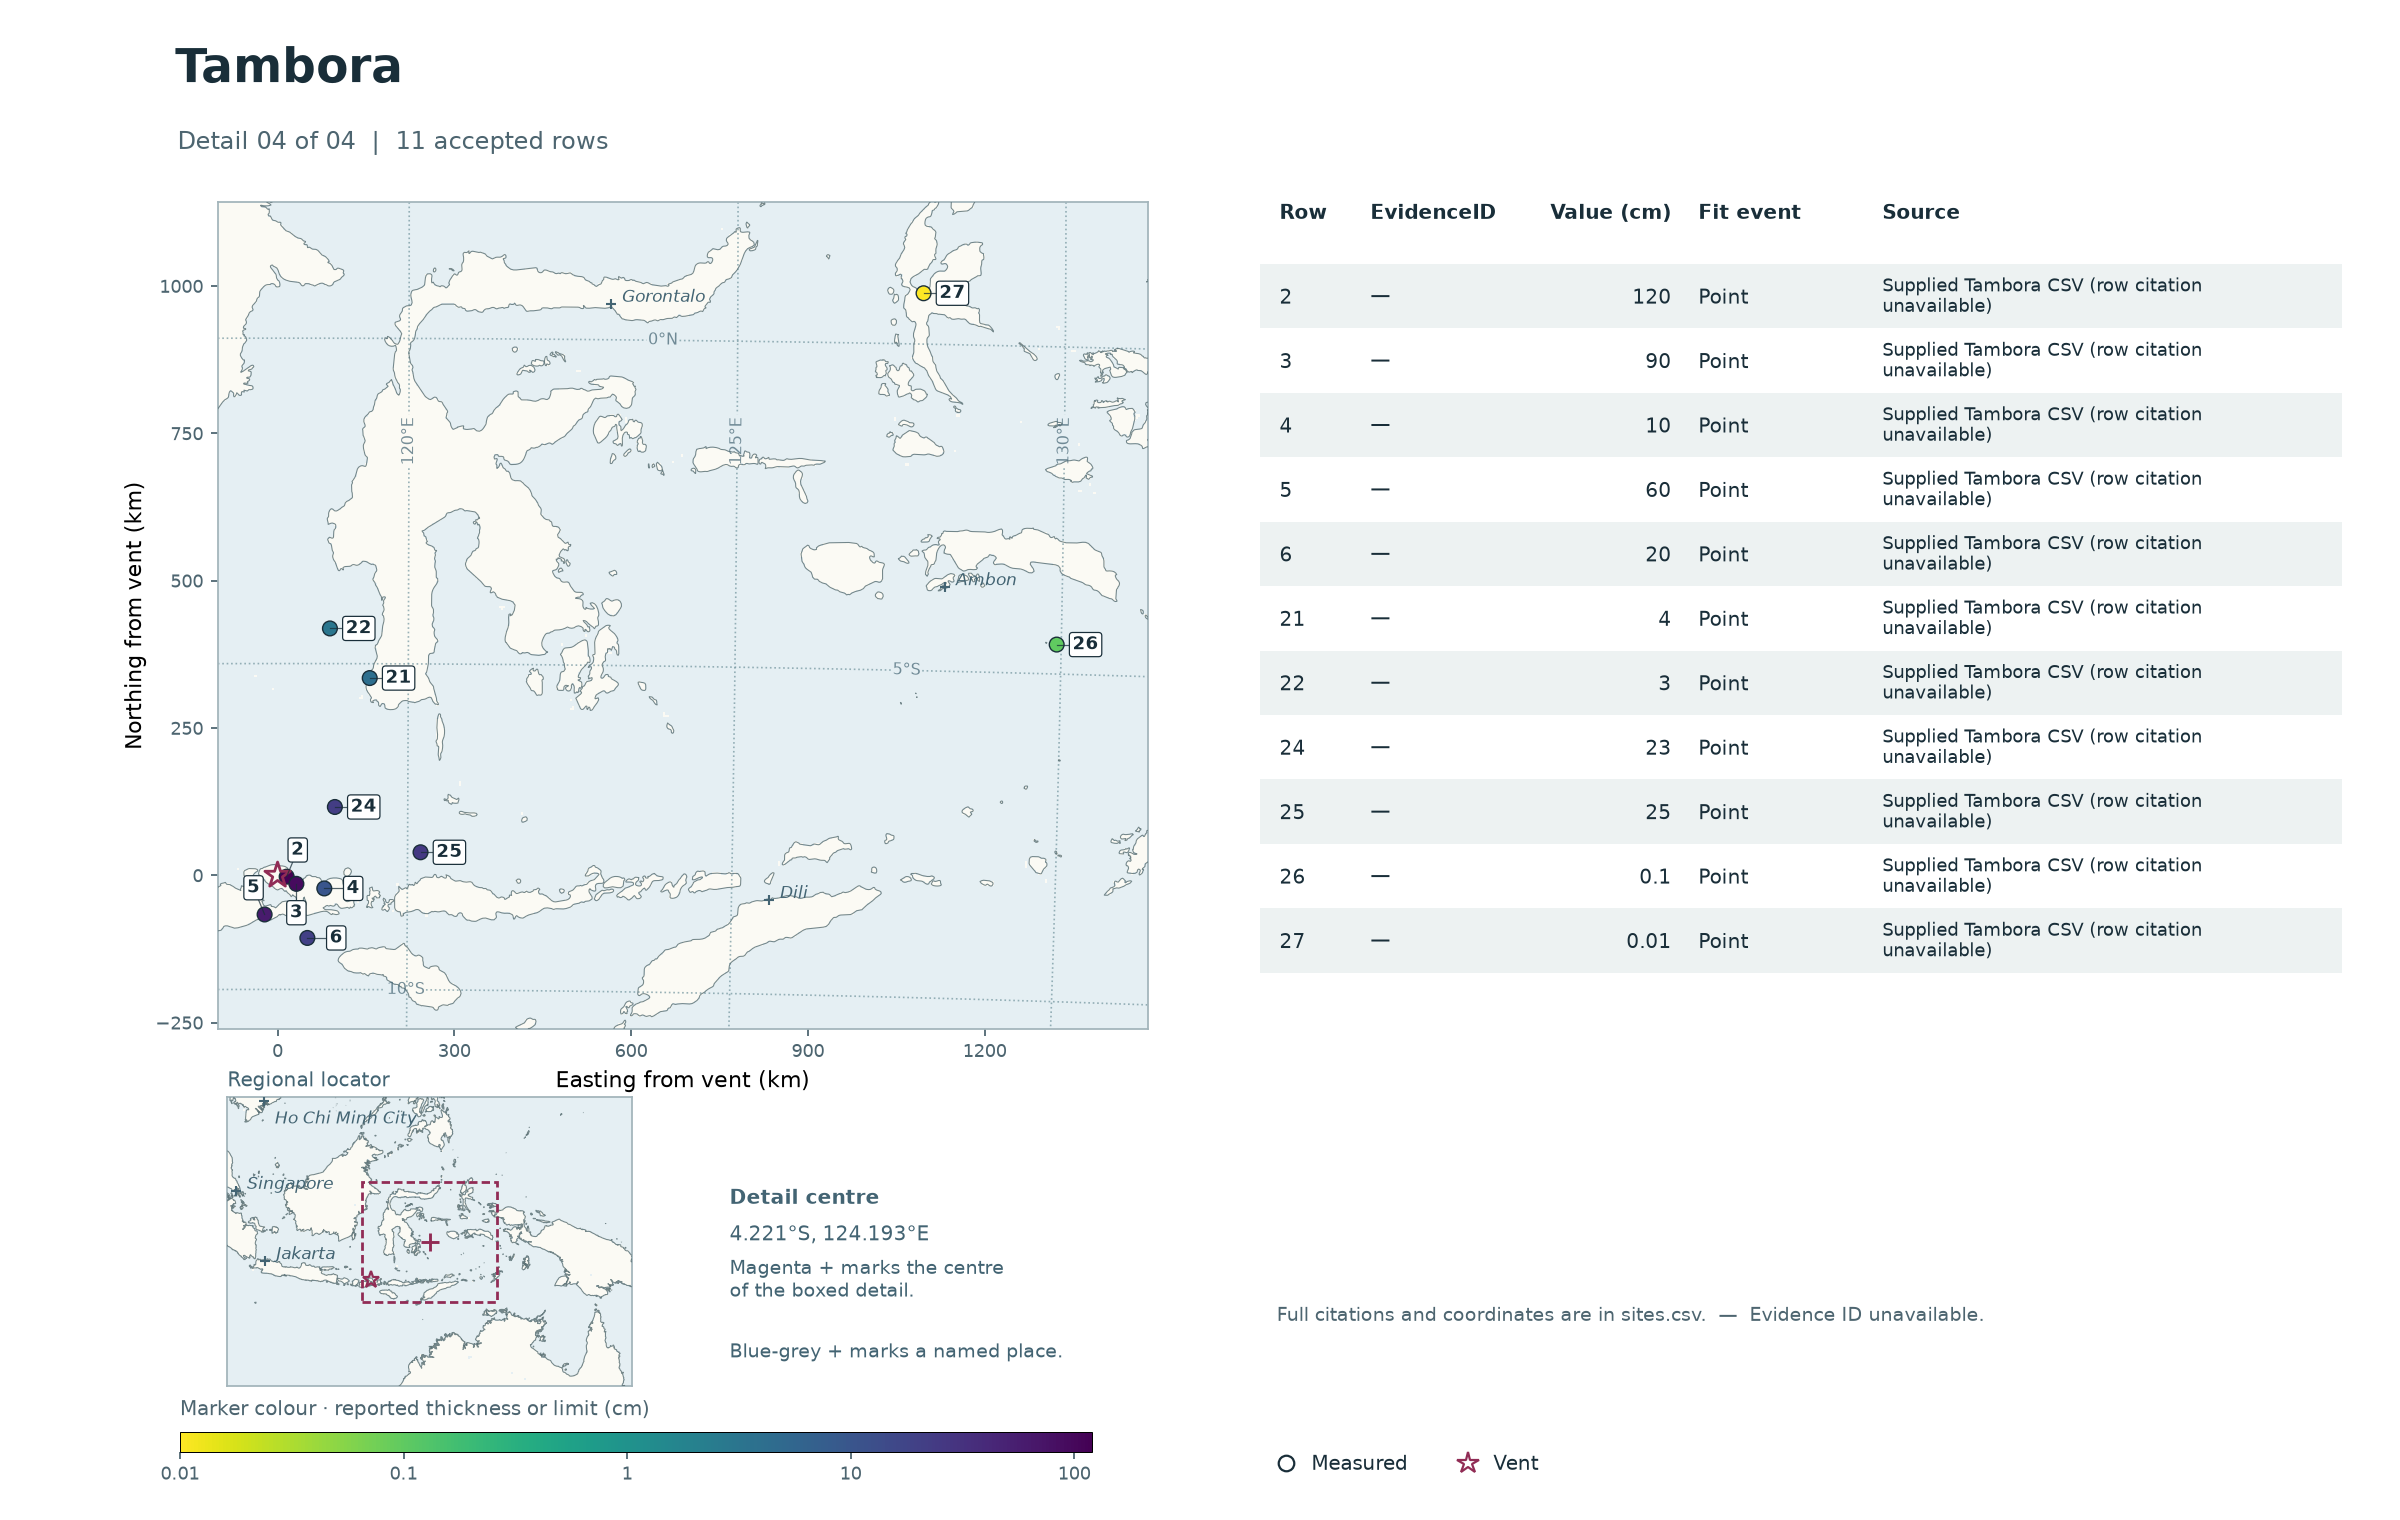 Tambora
Detail 04 of 04  |  11 accepted rows
Row EvidenceID Value (cm) Fit event Source
2 — 120 Point Supplied Tambora CSV (row citation
unavailable)
3 — 90 Point Supplied Tambora CSV (row citation
unavailable)
4 — 10 Point Supplied Tambora CSV (row citation
unavailable)
5 — 60 Point Supplied Tambora CSV (row citation
unavailable)
6 — 20 Point Supplied Tambora CSV (row citation
unavailable)
21 — 4 Point Supplied Tambora CSV (row citation
unavailable)
22 — 3 Point Supplied Tambora CSV (row citation
unavailable)
24 — 23 Point Supplied Tambora CSV (row citation
unavailable)
25 — 25 Point Supplied Tambora CSV (row citation
unavailable)
26 — 0.1 Point Supplied Tambora CSV (row citation
unavailable)
27 — 0.01 Point Supplied Tambora CSV (row citation
unavailable)
Northing from vent (km)
1000
750
500
250
0
−250
27
Gorontalo
0°N
120°E
125°E
130°E
Ambon
22
26
5°S
21
24
2
25
5
4
Dili
3
6
10°S
0 300 600 900 1200
Easting from vent (km)
Regional locator
Ho Chi Minh City
Singapore
Jakarta
Detail centre
4.221°S, 124.193°E
Magenta + marks the centre
of the boxed detail.
Blue-grey + marks a named place.
Full citations and coordinates are in sites.csv.  —  Evidence ID unavailable.
Marker colour · reported thickness or limit (cm)
0.01 0.1 1 10 100
Measured Vent